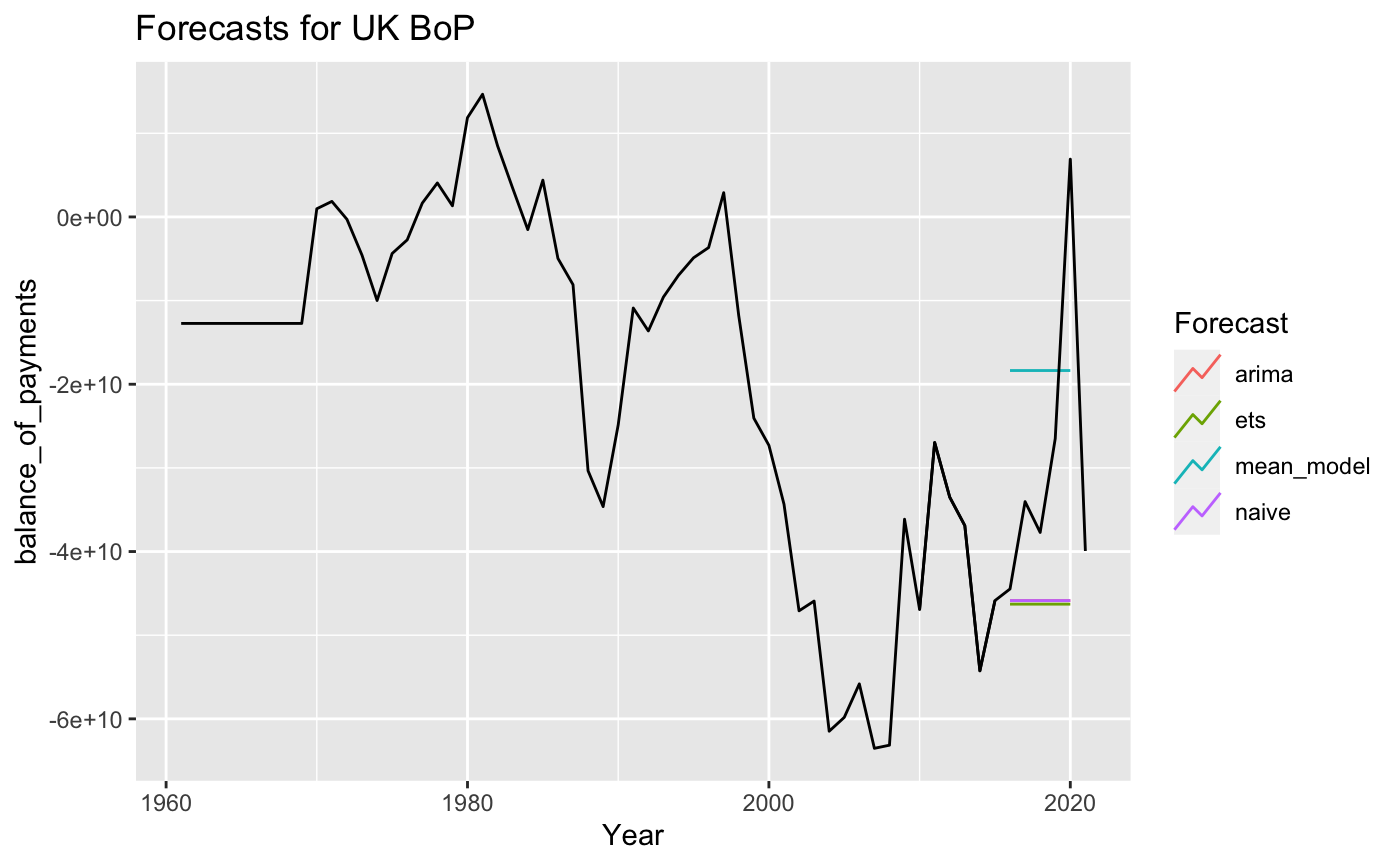 Forecasts for UK BoP
balance_of_payments
0e+00
-2e+10
-4e+10
-6e+10
1960
1980
2000
2020
Year
Forecast
arima
ets
mean_model
naive